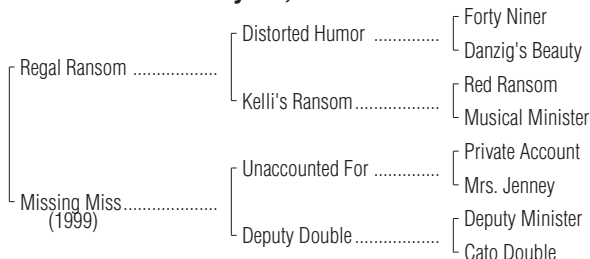 Forty Niner
Distorted Humor ..............
Danzig's Beauty
Regal Ransom ..................
Red Ransom
Kelli's Ransom..................
Musical Minister
Private Account
Unaccounted For ..............
Mrs. Jenney
Missing Miss....................
(1999)
Deputy Minister
Deputy Double..................
Cato Double